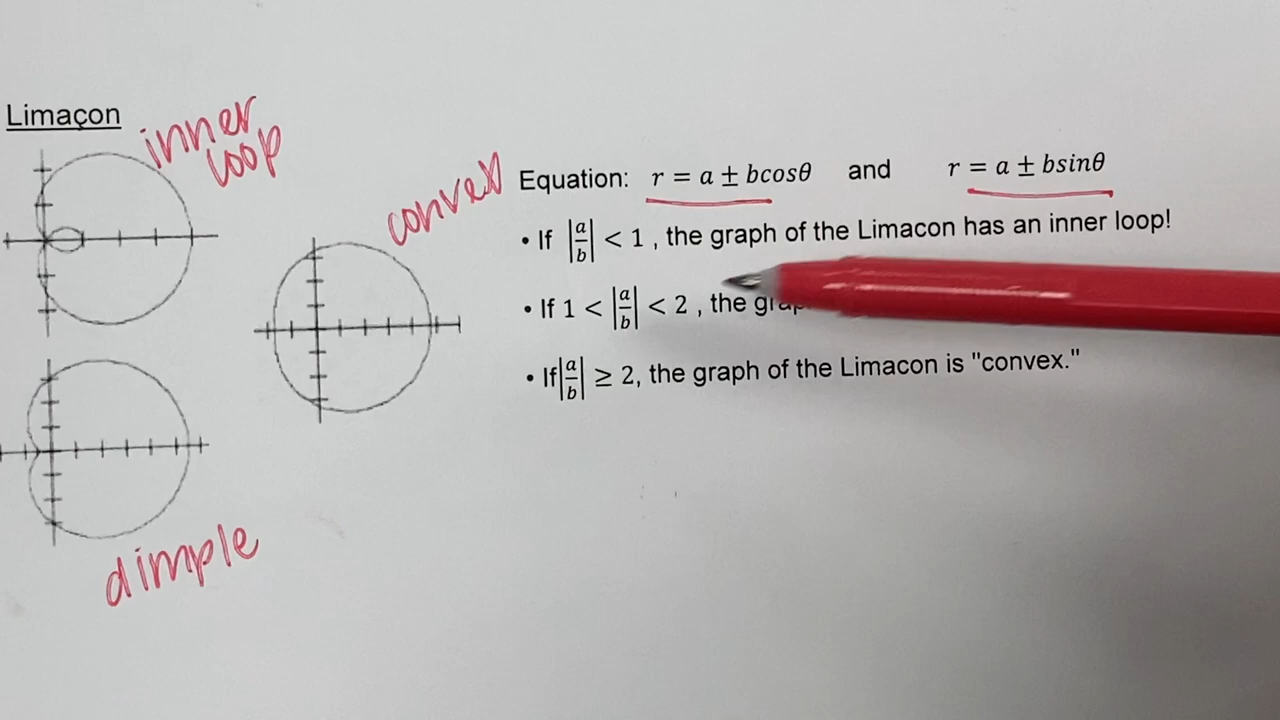 Limaçon
inner
loop
convex
dimple
Equation: r = a ± bcosθ and r = a ± bsinθ
• If |a/b| < 1 , the graph of the Limacon has an inner loop!
• If 1 < |a/b| < 2 , the
• If|a/b| ≥ 2, the graph of the Limacon is "convex."